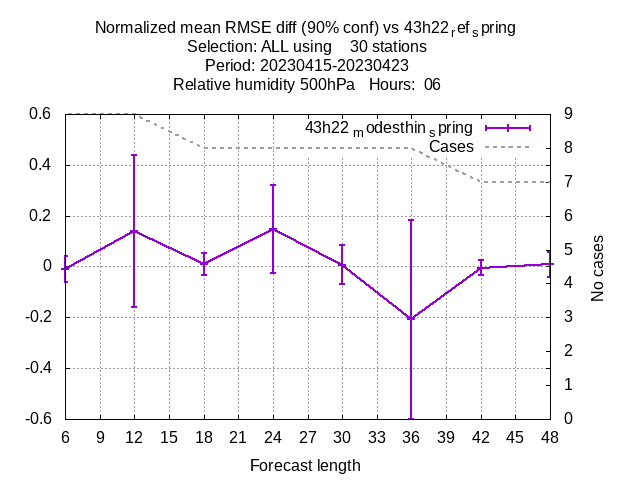 Normalized mean RMSE diff (90% conf) vs 43h22refspring
Selection: ALL using 30 stations
Period: 20230415-20230423
Relative humidity 500hPa Hours: 06
43h22modesthinspring
Cases
0.6
0.4
0.2
0
-0.2
-0.4
-0.6
9
8
7
6
5
4
3
2
1
0
No cases
6 9 12 15 18 21 24 27 30 33 36 39 42 45 48
Forecast length